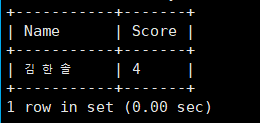 +-----------+-------+
| Name      | Score |
+-----------+-------+
| 김한솔    | 4     |
+-----------+-------+
1 row in set (0.00 sec)